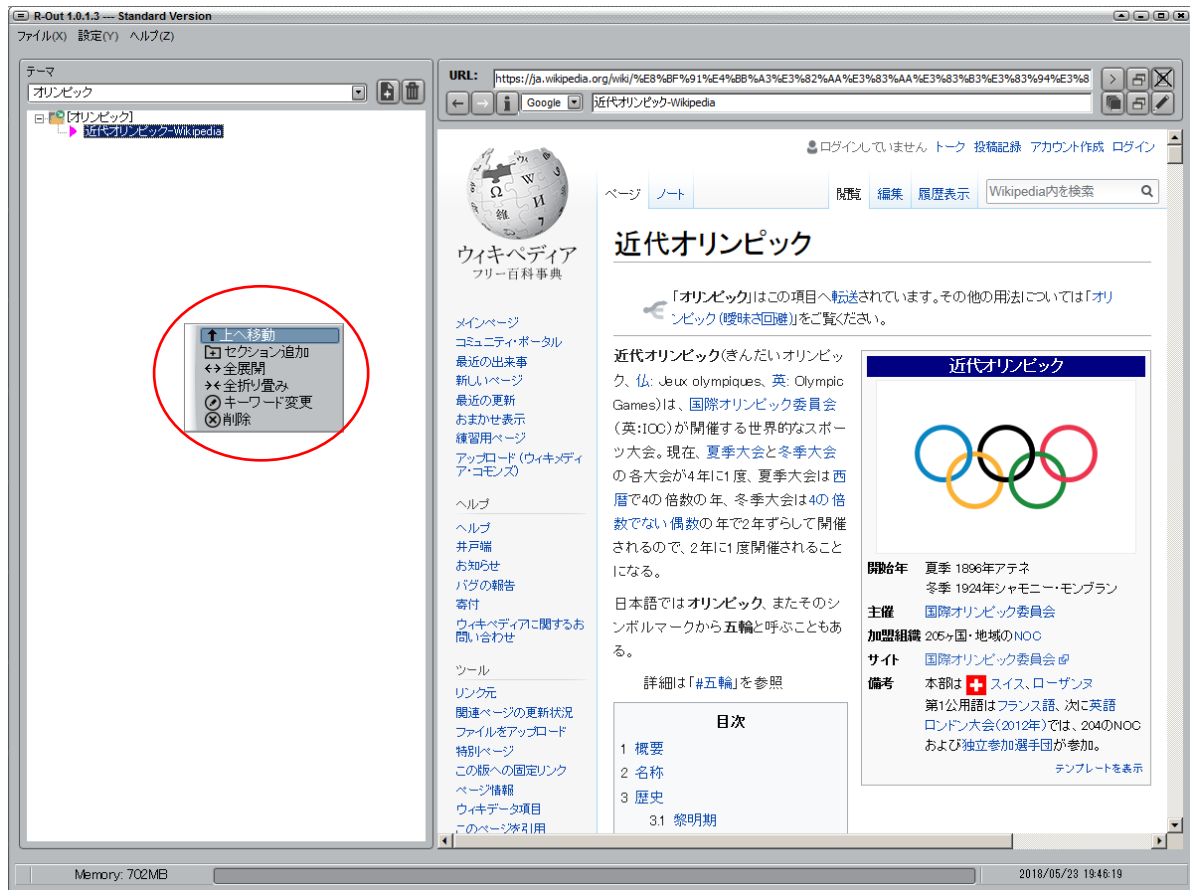 R-Out 1.0.1.3 --- Standard Version
ファイル(X) 設定(Y) ヘルプ(Z)
テーマ
オリンピック
[オリンピック]
近代オリンピック-Wikipedia
上へ移動
セクション追加
全展開
全折り畳み
キーワード変更
削除
URL: https://ja.wikipedia.org/wiki/%E8%BF%91%E4%BB%A3%E3%82%AA%E3%83%AA%E3%83%B3%E3%83%94%E3%8
Google 近代オリンピック-Wikipedia
ログインしていません トーク 投稿記録 アカウント作成 ログイン
ページ ノート 閲覧 編集 履歴表示 Wikipedia内を検索
Ω W И 維 7
ウィキペディア
フリー百科事典
メインページ
コミュニティ・ポータル
最近の出来事
新しいページ
最近の更新
おまかせ表示
練習用ページ
アップロード (ウィキメディ
ア・コモンズ)
ヘルプ
ヘルプ
井戸端
お知らせ
バグの報告
寄付
ウィキペディアに関するお
問い合わせ
ツール
リンク元
関連ページの更新状況
ファイルをアップロード
特別ページ
この版への固定リンク
ページ情報
ウィキデータ項目
このページを引用
近代オリンピック
「オリンピック」はこの項目へ転送されています。その他の用法については「オリ
ンピック (曖昧さ回避)」をご覧ください。
近代オリンピック(きんだいオリンピッ
ク、仏: Jeux olympiques、英: Olympic
Games)は、国際オリンピック委員会
(英:IOC)が開催する世界的なスポー
ツ大会。現在、夏季大会と冬季大会
の各大会が4年に1度、夏季大会は西
暦で4の倍数の年、冬季大会は4の倍
数でない偶数の年で2年ずらして開催
されるので、2年に1度開催されること
になる。
日本語ではオリンピック、またそのシ
ンボルマークから五輪と呼ぶこともあ
る。
詳細は「#五輪」を参照
目次
1 概要
2 名称
3 歴史
3.1 黎明期
近代オリンピック
開始年 夏季 1896年アテネ
冬季 1924年シャモニー・モンブラン
主催 国際オリンピック委員会
加盟組織 205ヶ国・地域のNOC
サイト 国際オリンピック委員会
備考 本部は スイス、ローザンヌ
第1公用語はフランス語、次に英語
ロンドン大会(2012年)では、204のNOC
および独立参加選手団が参加。
テンプレートを表示
Memory: 702MB
2018/05/23 19:46:19